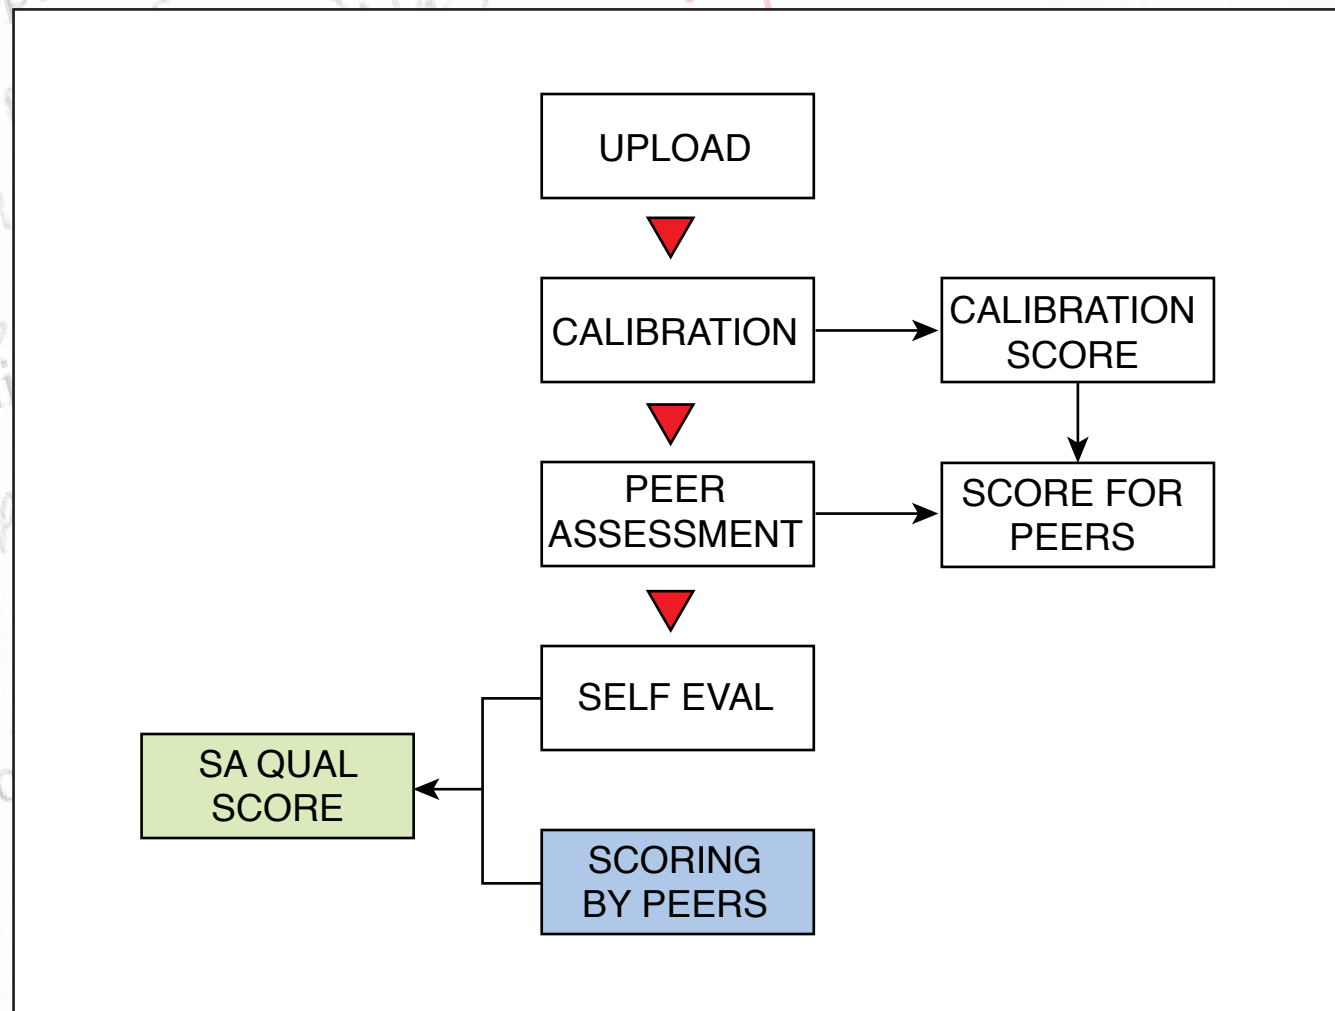 UPLOAD
CALIBRATION
CALIBRATION
SCORE
PEER
ASSESSMENT
SCORE FOR
PEERS
SELF EVAL
SA QUAL
SCORE
SCORING
BY PEERS